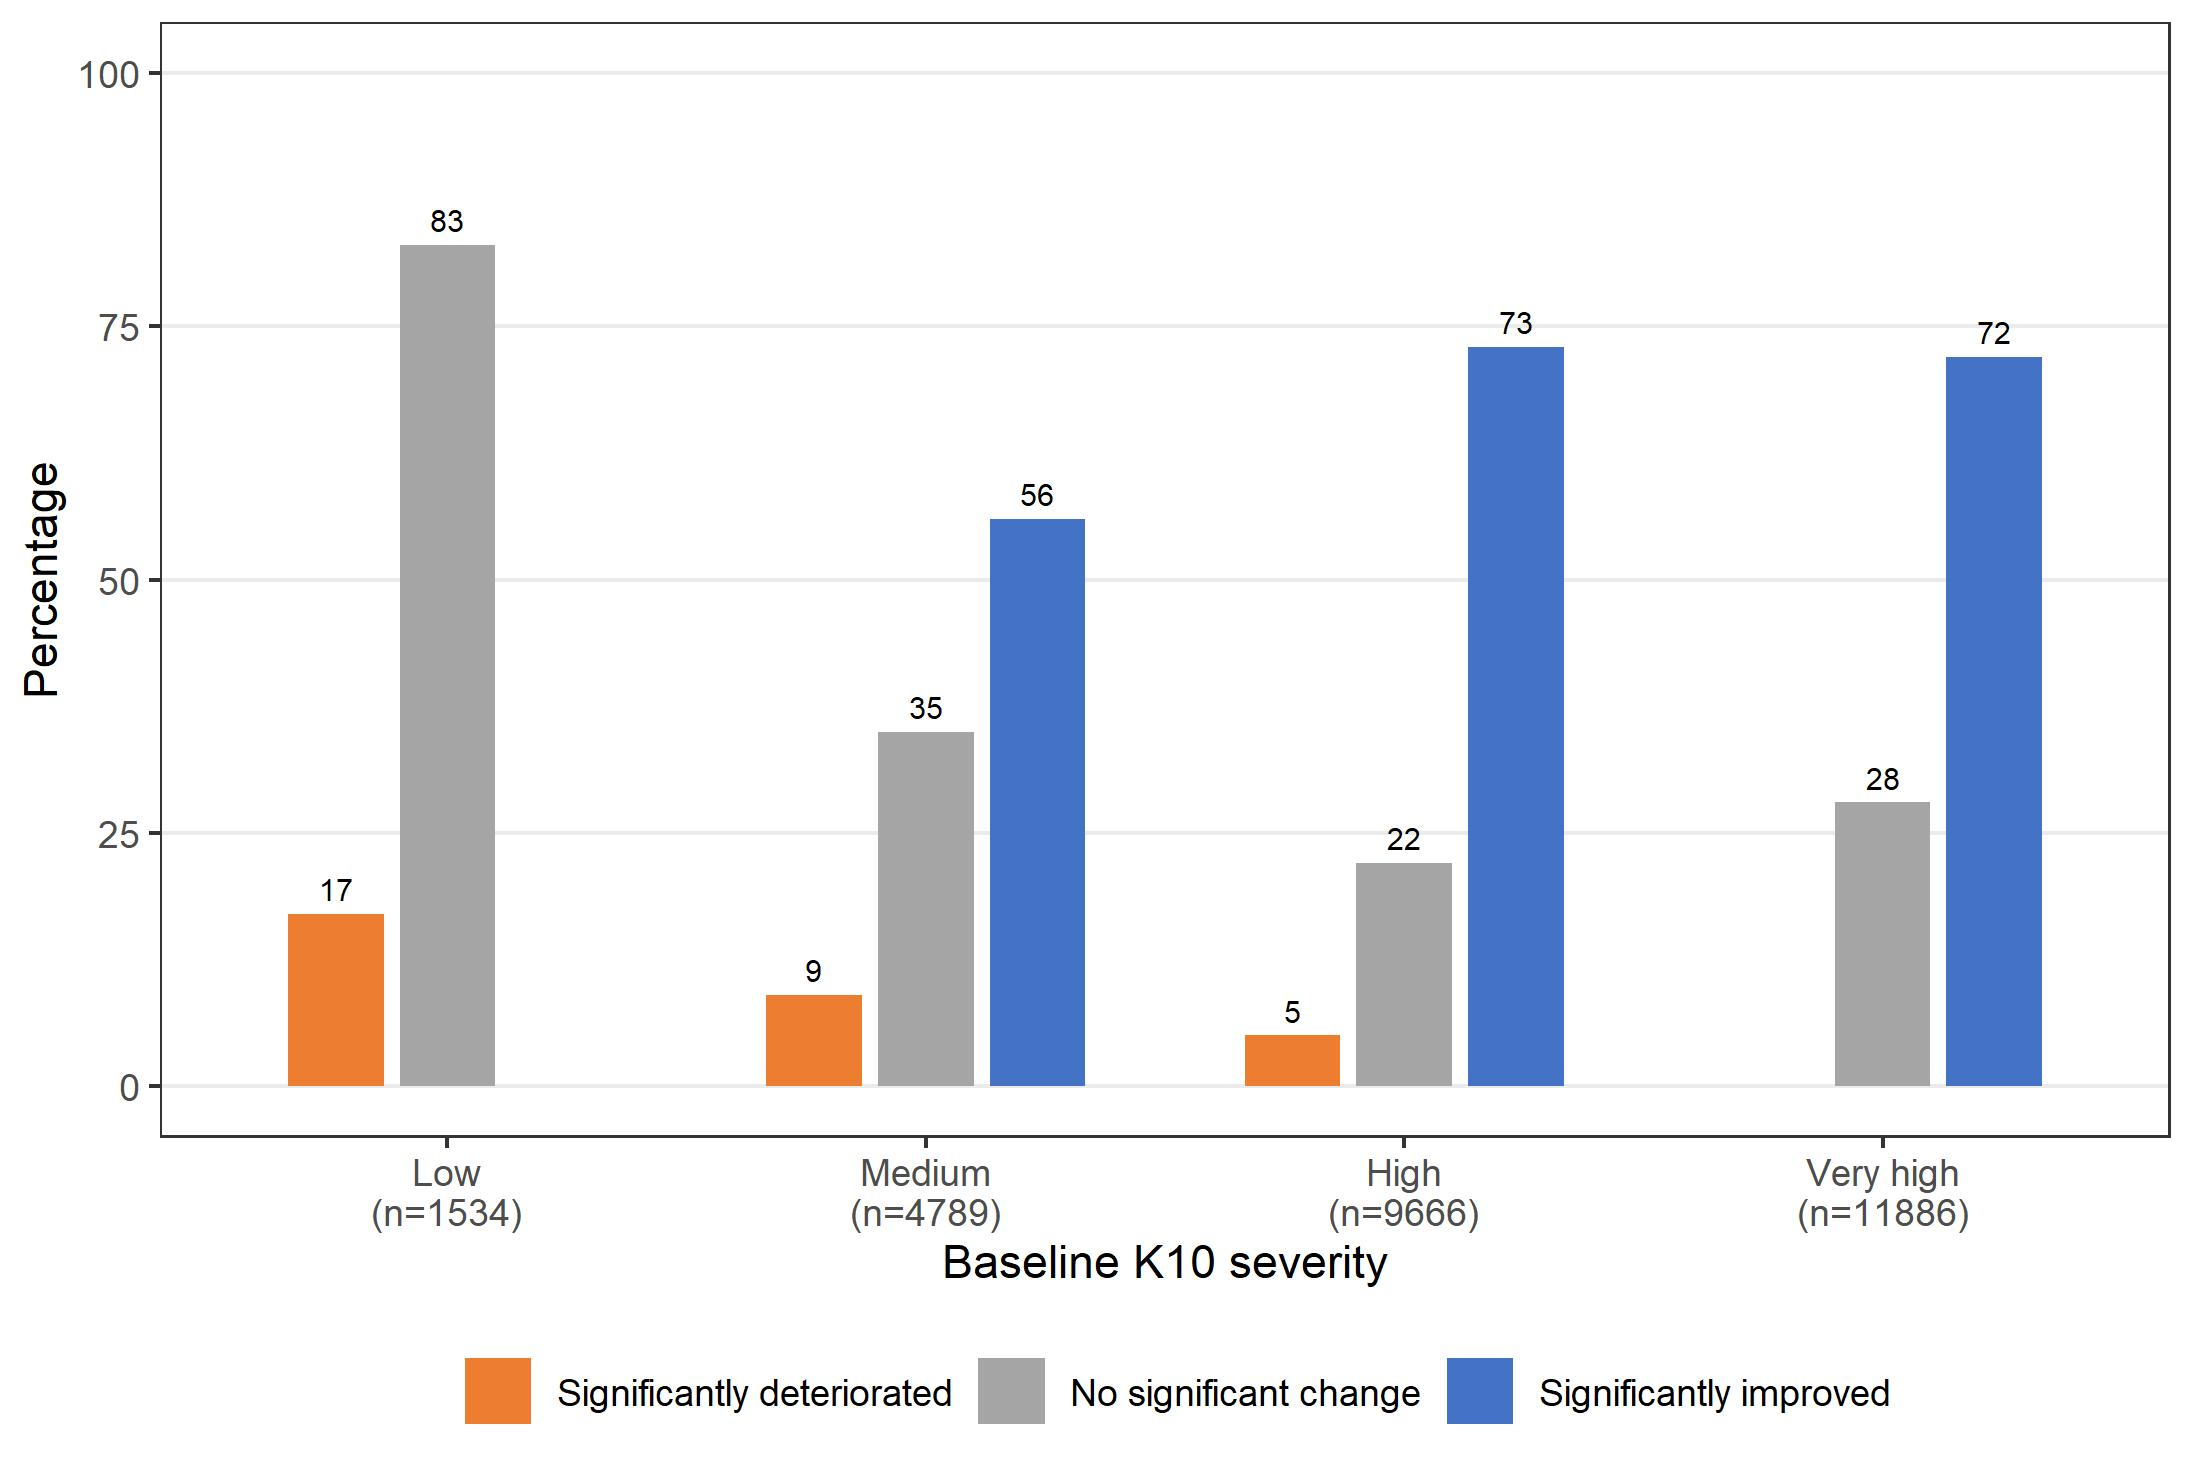 Percentage
100
75
50
25
0
17
83
9
35
56
5
22
73
28
72
Low
(n=1534)
Medium
(n=4789)
High
(n=9666)
Very high
(n=11886)
Baseline K10 severity
Significantly deteriorated
No significant change
Significantly improved